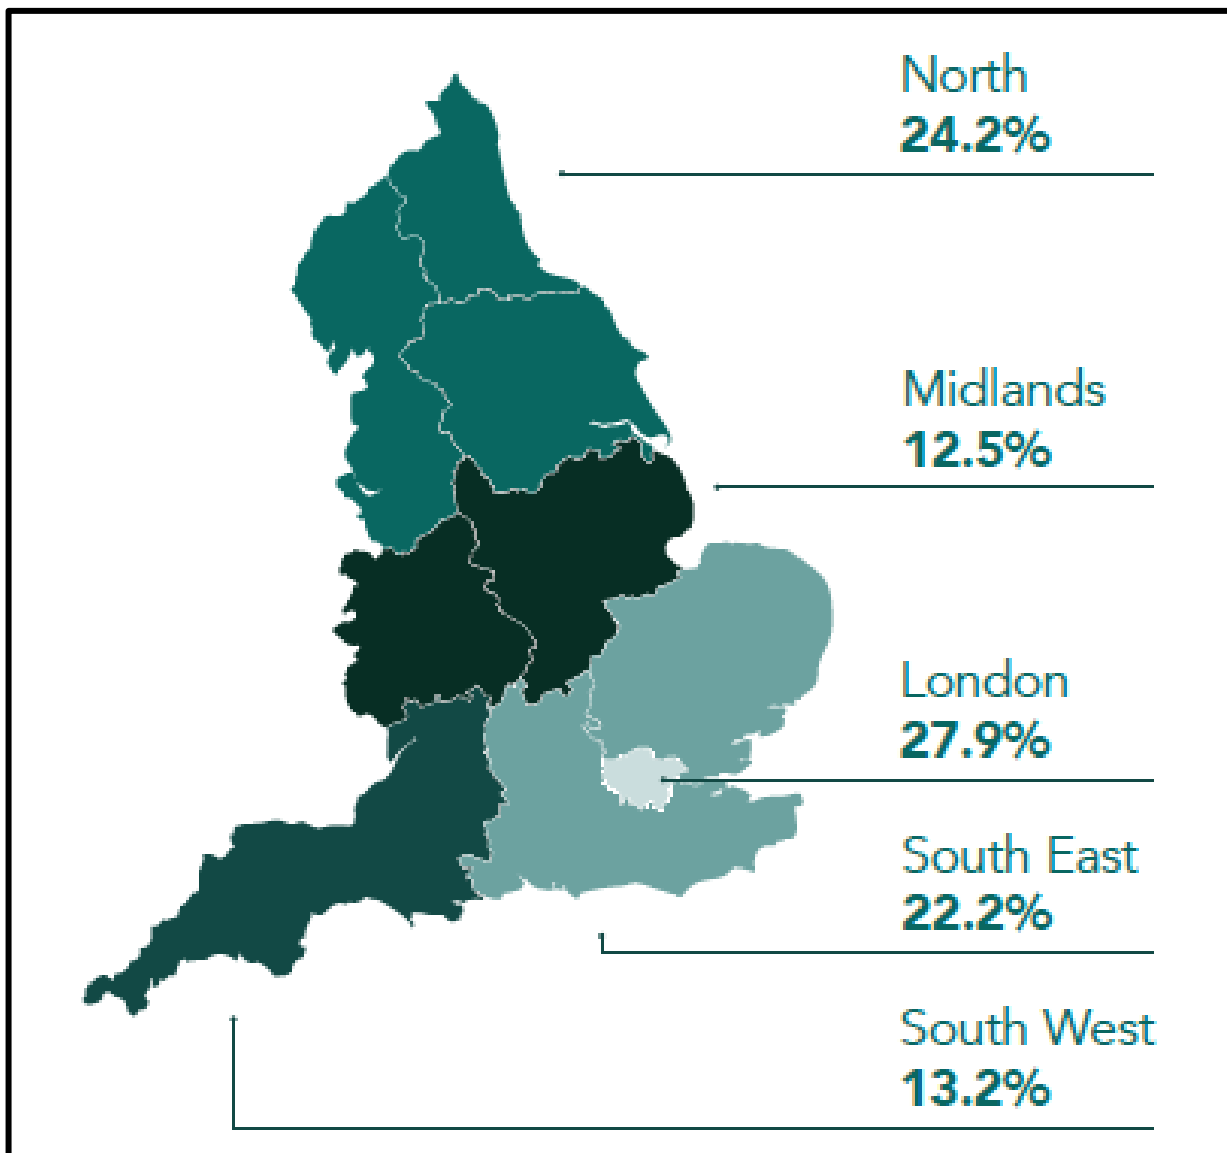 North
24.2%
Midlands
12.5%
London
27.9%
South East
22.2%
South West
13.2%